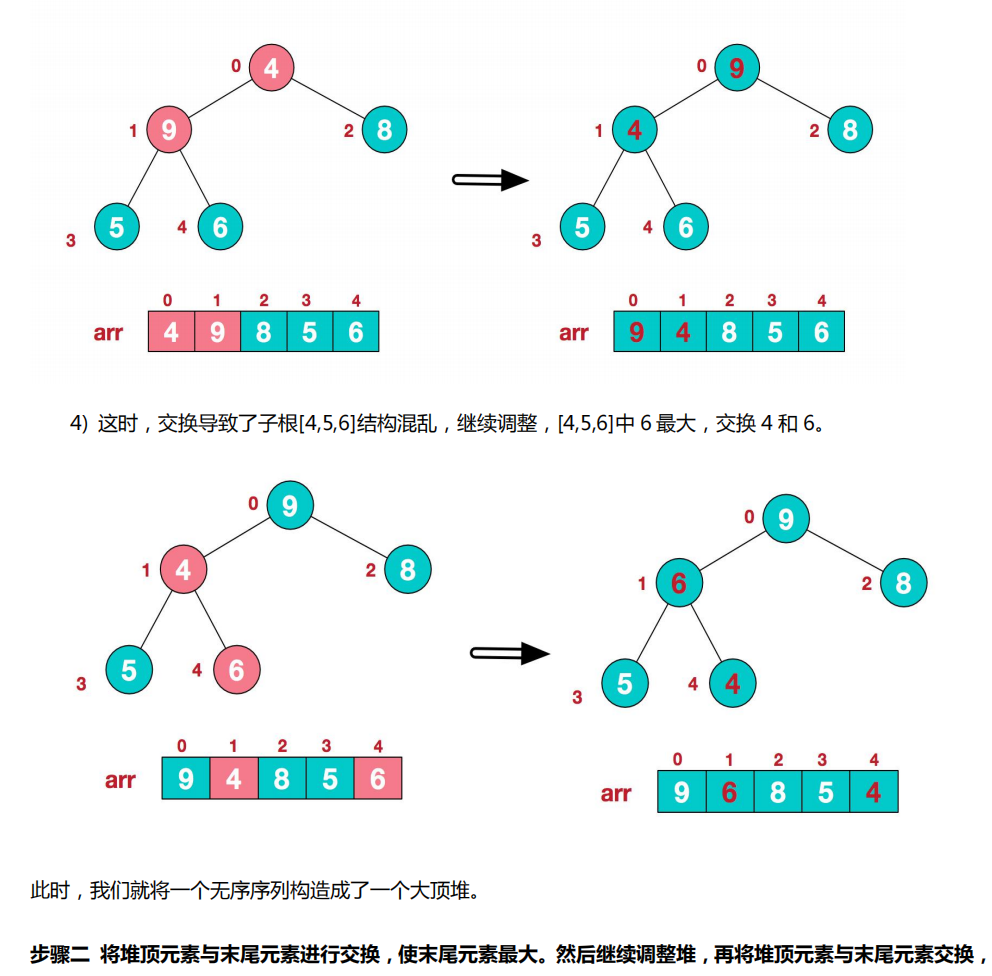 0 4 0 9
1 9 2 8 1 4 2 8
3 5 4 6 3 5 4 6
0 1 2 3 4 0 1 2 3 4
arr 4 9 8 5 6 arr 9 4 8 5 6
4) 这时，交换导致了子根[4,5,6]结构混乱，继续调整，[4,5,6]中 6 最大，交换 4 和 6。
0 9 0 9
1 4 2 8 1 6 2 8
3 5 4 6 3 5 4 4
0 1 2 3 4 0 1 2 3 4
arr 9 4 8 5 6 arr 9 6 8 5 4
此时，我们就将一个无序序列构造成了一个大顶堆。
步骤二 将堆顶元素与末尾元素进行交换，使末尾元素最大。然后继续调整堆，再将堆顶元素与末尾元素交换，